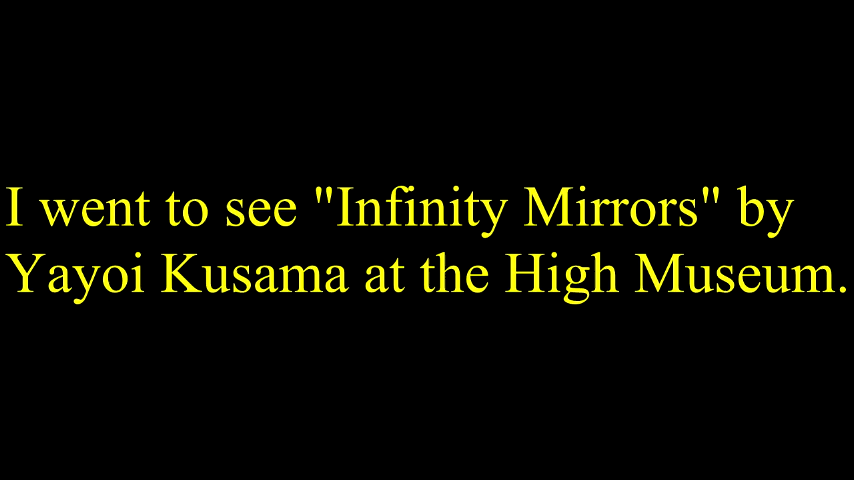 I went to see "Infinity Mirrors" by
Yayoi Kusama at the High Museum.